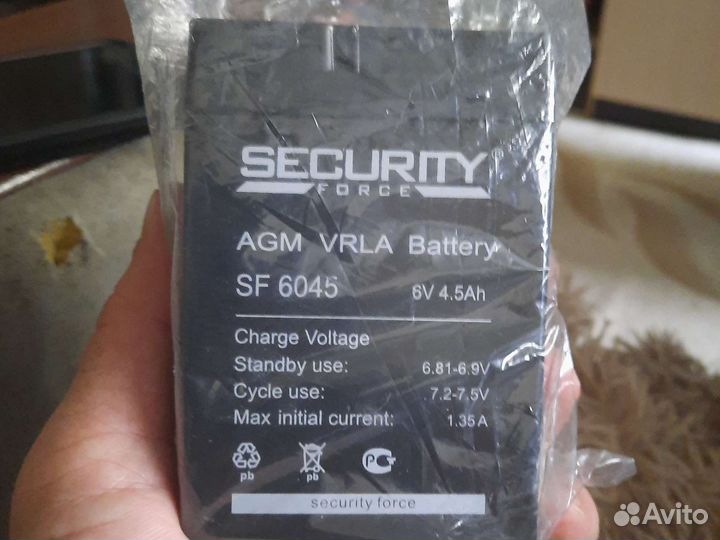 SECURITY®
FORCE
AGM VRLA Battery
SF 6045 6V 4.5Ah
Charge Voltage
Standby use: 6.81-6.9V
Cycle use: 7.2-7.5V
Max initial current: 1.35A
pb pb PC
security force
Avito